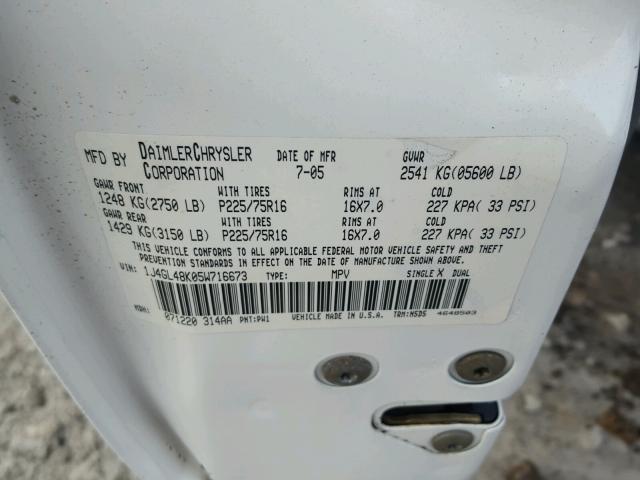 MFD BY DAIMLERCHRYSLER CORPORATION DATE OF MFR 7-05 GVWR 2541 KG(05600 LB)
GAWR FRONT WITH TIRES RIMS AT COLD
1248 KG(2750 LB) P225/75R16 16X7.0 227 KPA( 33 PSI)
GAWR REAR WITH TIRES RIMS AT COLD
1429 KG(3150 LB) P225/75R16 16X7.0 227 KPA( 33 PSI)
THIS VEHICLE CONFORMS TO ALL APPLICABLE FEDERAL MOTOR VEHICLE SAFETY AND THEFT
PREVENTION STANDARDS IN EFFECT ON THE DATE OF MANUFACTURE SHOWN ABOVE.
VIN: 1J4GL48K05W716673 TYPE: MPV SINGLE X DUAL
MDH: 071220 314AA PNT:PW1 VEHICLE MADE IN U.S.A. TRM:N5D5 4648503